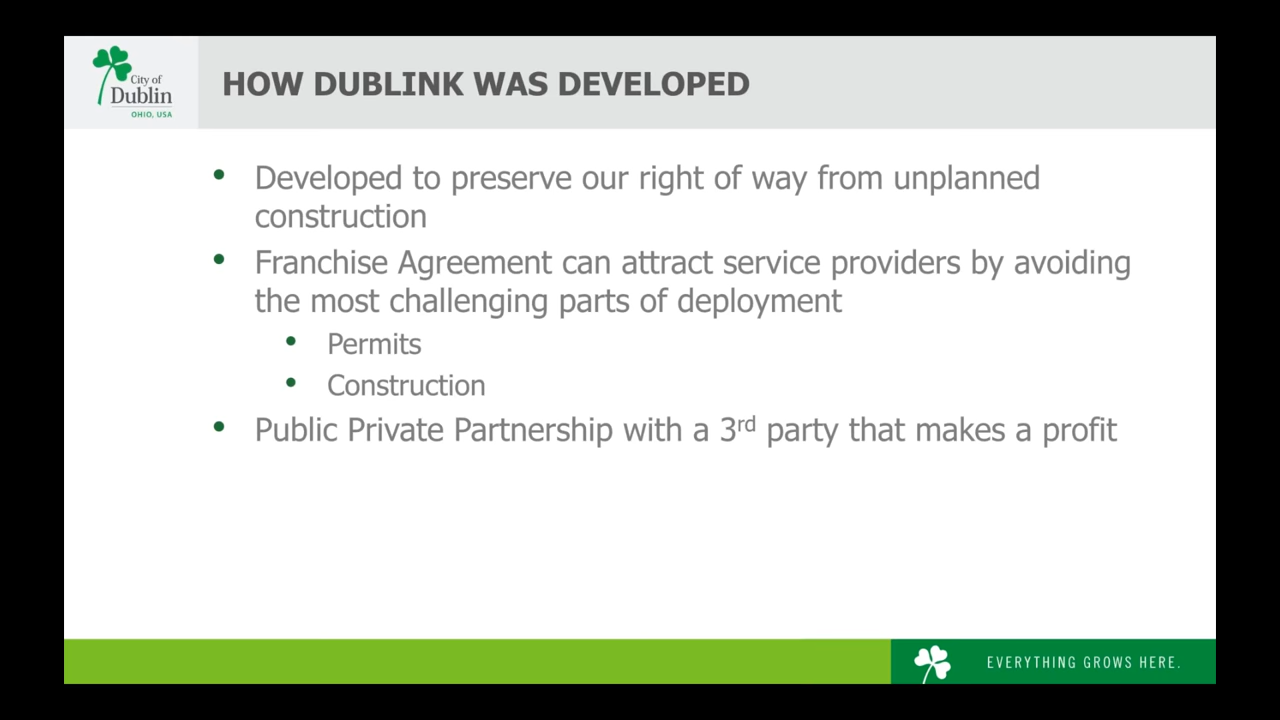 City of
Dublin
OHIO, USA
HOW DUBLINK WAS DEVELOPED
• Developed to preserve our right of way from unplanned
construction
• Franchise Agreement can attract service providers by avoiding
the most challenging parts of deployment
• Permits
• Construction
• Public Private Partnership with a 3rd party that makes a profit
EVERYTHING GROWS HERE.